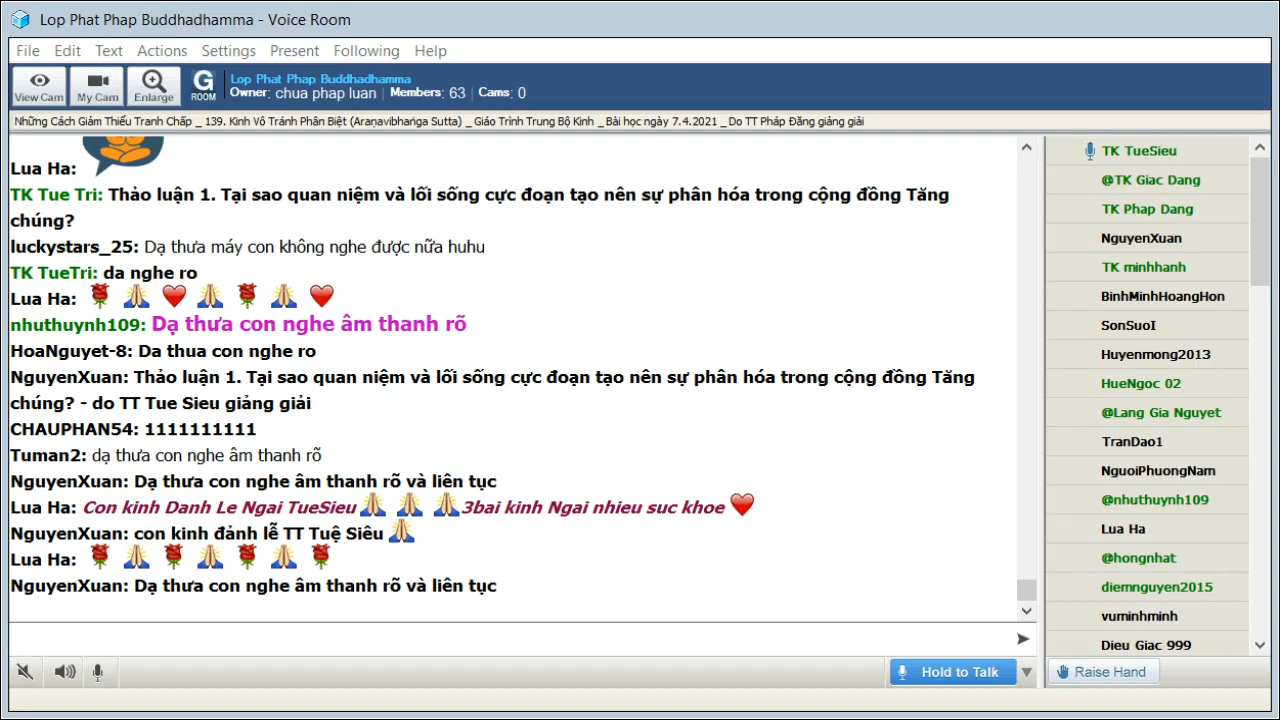 Lop Phat Phap Buddhadhamma - Voice Room
File Edit Text Actions Settings Present Following Help
View Cam My Cam Enlarge G ROOM
Lop Phat Phap Buddhadhamma
Owner: chua phap luan Members: 63 Cams: 0
Những Cách Giảm Thiểu Tranh Chấp _ 139. Kinh Vô Tránh Phân Biệt (Araṇavibhaṅga Sutta) _ Giáo Trình Trung Bộ Kinh _ Bài học ngày 7.4.2021 _ Do TT Pháp Đăng giảng giải
Lua Ha:
TK Tue Tri: Thảo luận 1. Tại sao quan niệm và lối sống cực đoạn tạo nên sự phân hóa trong cộng đồng Tăng
chúng?
luckystars_25: Dạ thưa máy con không nghe được nữa huhu
TK TueTri: da nghe ro
Lua Ha: 🌹 🙏 ❤️ 🙏 🌹 🙏 ❤️
nhuthuynh109: Dạ thưa con nghe âm thanh rõ
HoaNguyet-8: Da thua con nghe ro
NguyenXuan: Thảo luận 1. Tại sao quan niệm và lối sống cực đoạn tạo nên sự phân hóa trong cộng đồng Tăng
chúng? - do TT Tue Sieu giảng giải
CHAUPHAN54: 1111111111
Tuman2: dạ thưa con nghe âm thanh rõ
NguyenXuan: Dạ thưa con nghe âm thanh rõ và liên tục
Lua Ha: Con kinh Danh Le Ngai TueSieu 🙏 🙏 🙏 3bai kinh Ngai nhieu suc khoe ❤️
NguyenXuan: con kinh đảnh lễ TT Tuệ Siêu 🙏
Lua Ha: 🌹 🙏 🌹 🙏 🌹 🙏 🌹
NguyenXuan: Dạ thưa con nghe âm thanh rõ và liên tục
Hold to Talk
TK TueSieu
@TK Giac Dang
TK Phap Dang
NguyenXuan
TK minhhanh
BinhMinhHoangHon
SonSuoI
Huyenmong2013
HueNgoc 02
@Lang Gia Nguyet
TranDao1
NguoiPhuongNam
@nhuthuynh109
Lua Ha
@hongnhat
diemnguyen2015
vuminhminh
Dieu Giac 999
Raise Hand